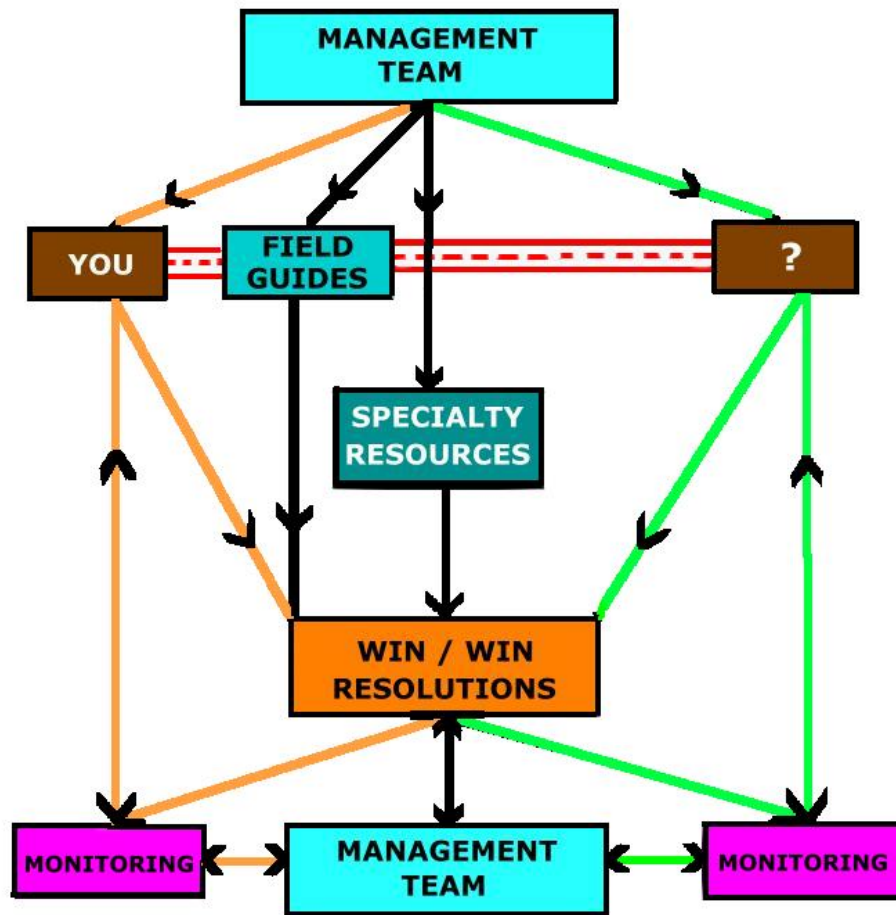 MANAGEMENT
TEAM
YOU
FIELD
GUIDES
?
SPECIALTY
RESOURCES
WIN / WIN
RESOLUTIONS
MONITORING
MANAGEMENT
TEAM
MONITORING